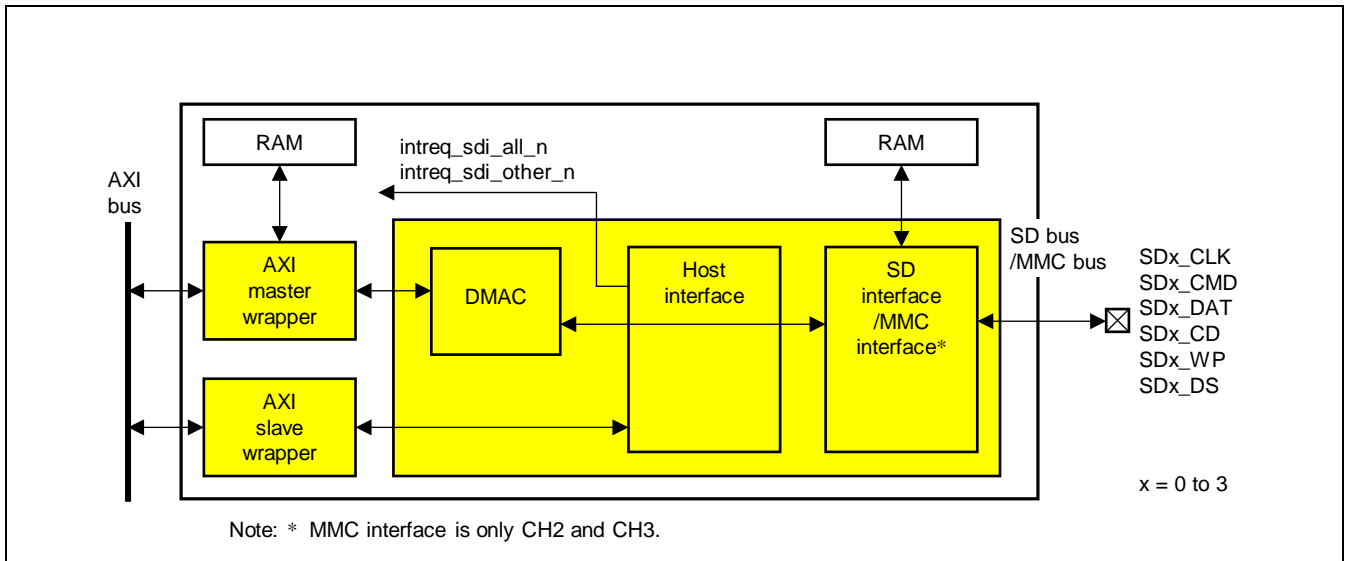 RAM
RAM
intreq_sdi_all_n
intreq_sdi_other_n
AXI
bus
SD bus
/MMC bus
AXI
master
wrapper
DMAC
Host
interface
SD
interface
/MMC
interface*
SDx_CLK
SDx_CMD
SDx_DAT
SDx_CD
SDx_WP
SDx_DS
AXI
slave
wrapper
x = 0 to 3
Note: * MMC interface is only CH2 and CH3.